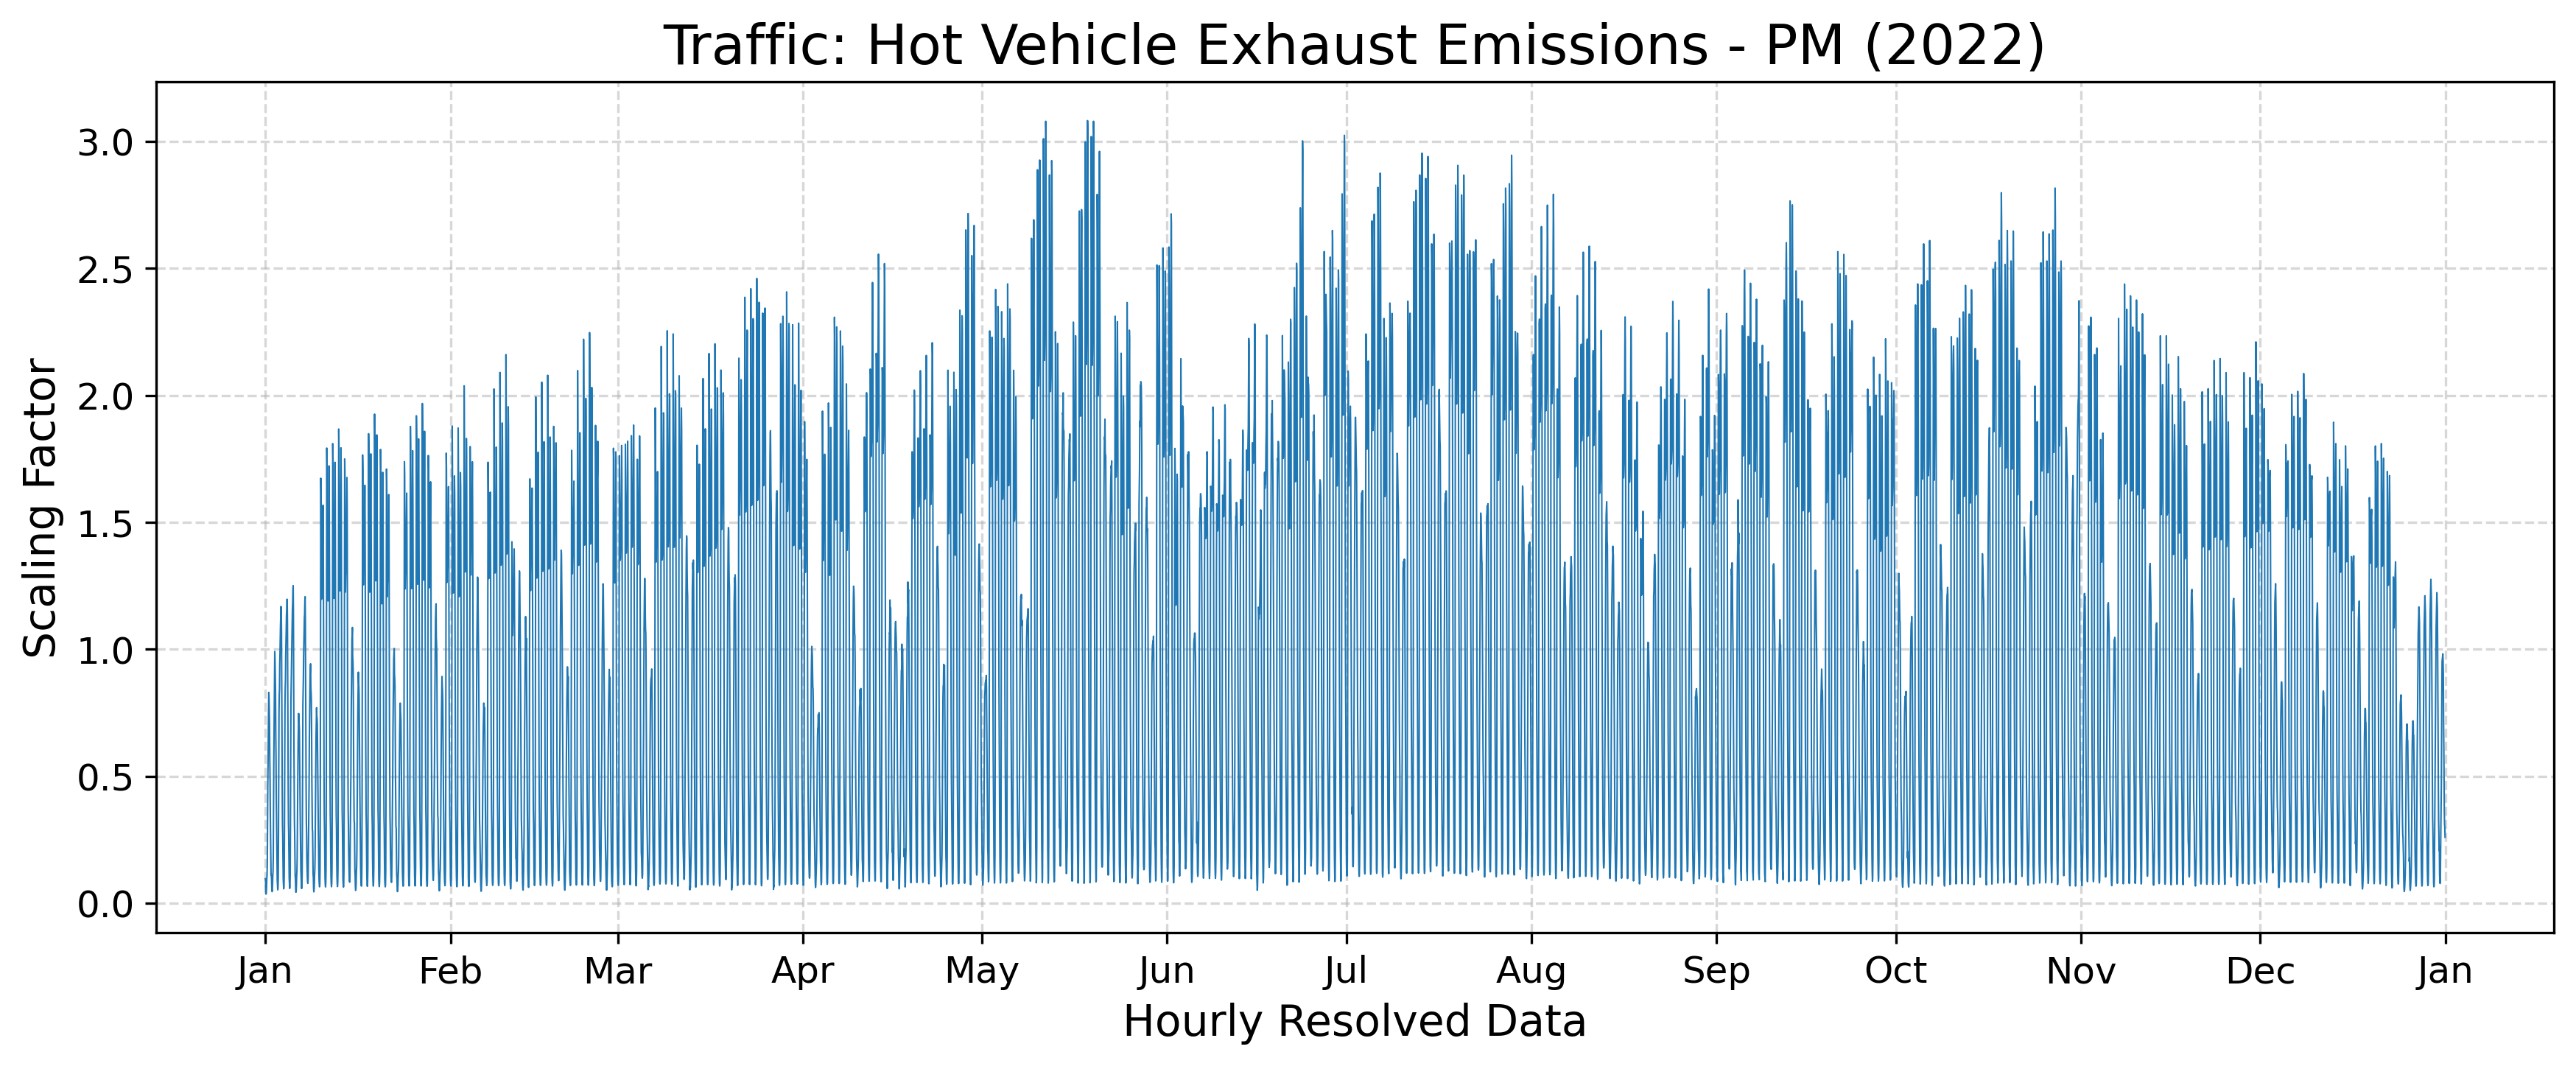 Traffic: Hot Vehicle Exhaust Emissions - PM (2022)
Scaling Factor
3.0
2.5
2.0
1.5
1.0
0.5
0.0
Jan Feb Mar Apr May Jun Jul Aug Sep Oct Nov Dec Jan
Hourly Resolved Data